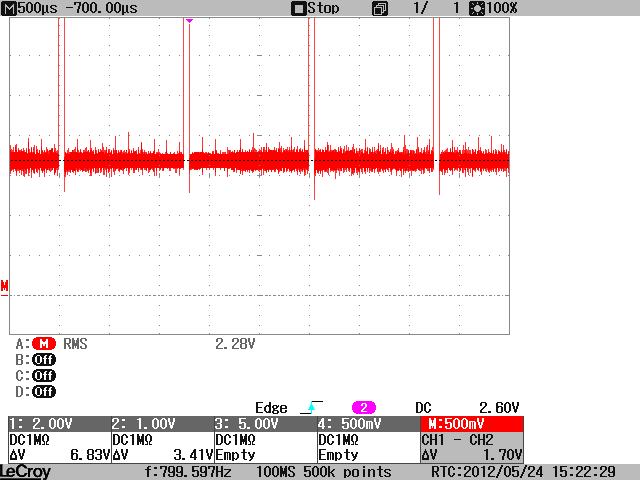 M 500µs -700.00µs Stop 1/ 1 100%
M
A: M RMS 2.28V
B: Off
C: Off
D: Off
Edge 2 DC 2.60V
1: 2.00V 2: 1.00V 3: 5.00V 4: 500mV M:500mV
DC1MΩ DC1MΩ DC1MΩ DC1MΩ CH1 - CH2
ΔV 6.83V ΔV 3.41V Empty Empty ΔV 1.70V
LeCroy f:799.597Hz 100MS 500k points RTC:2012/05/24 15:22:29